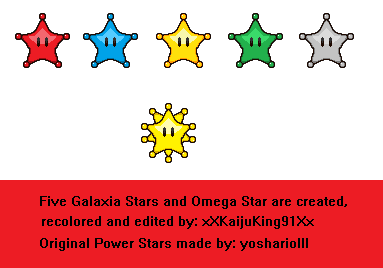 Five Galaxia Stars and Omega Star are created,
recolored and edited by: xXKaijuKing91Xx
Original Power Stars made by: yoshariolll